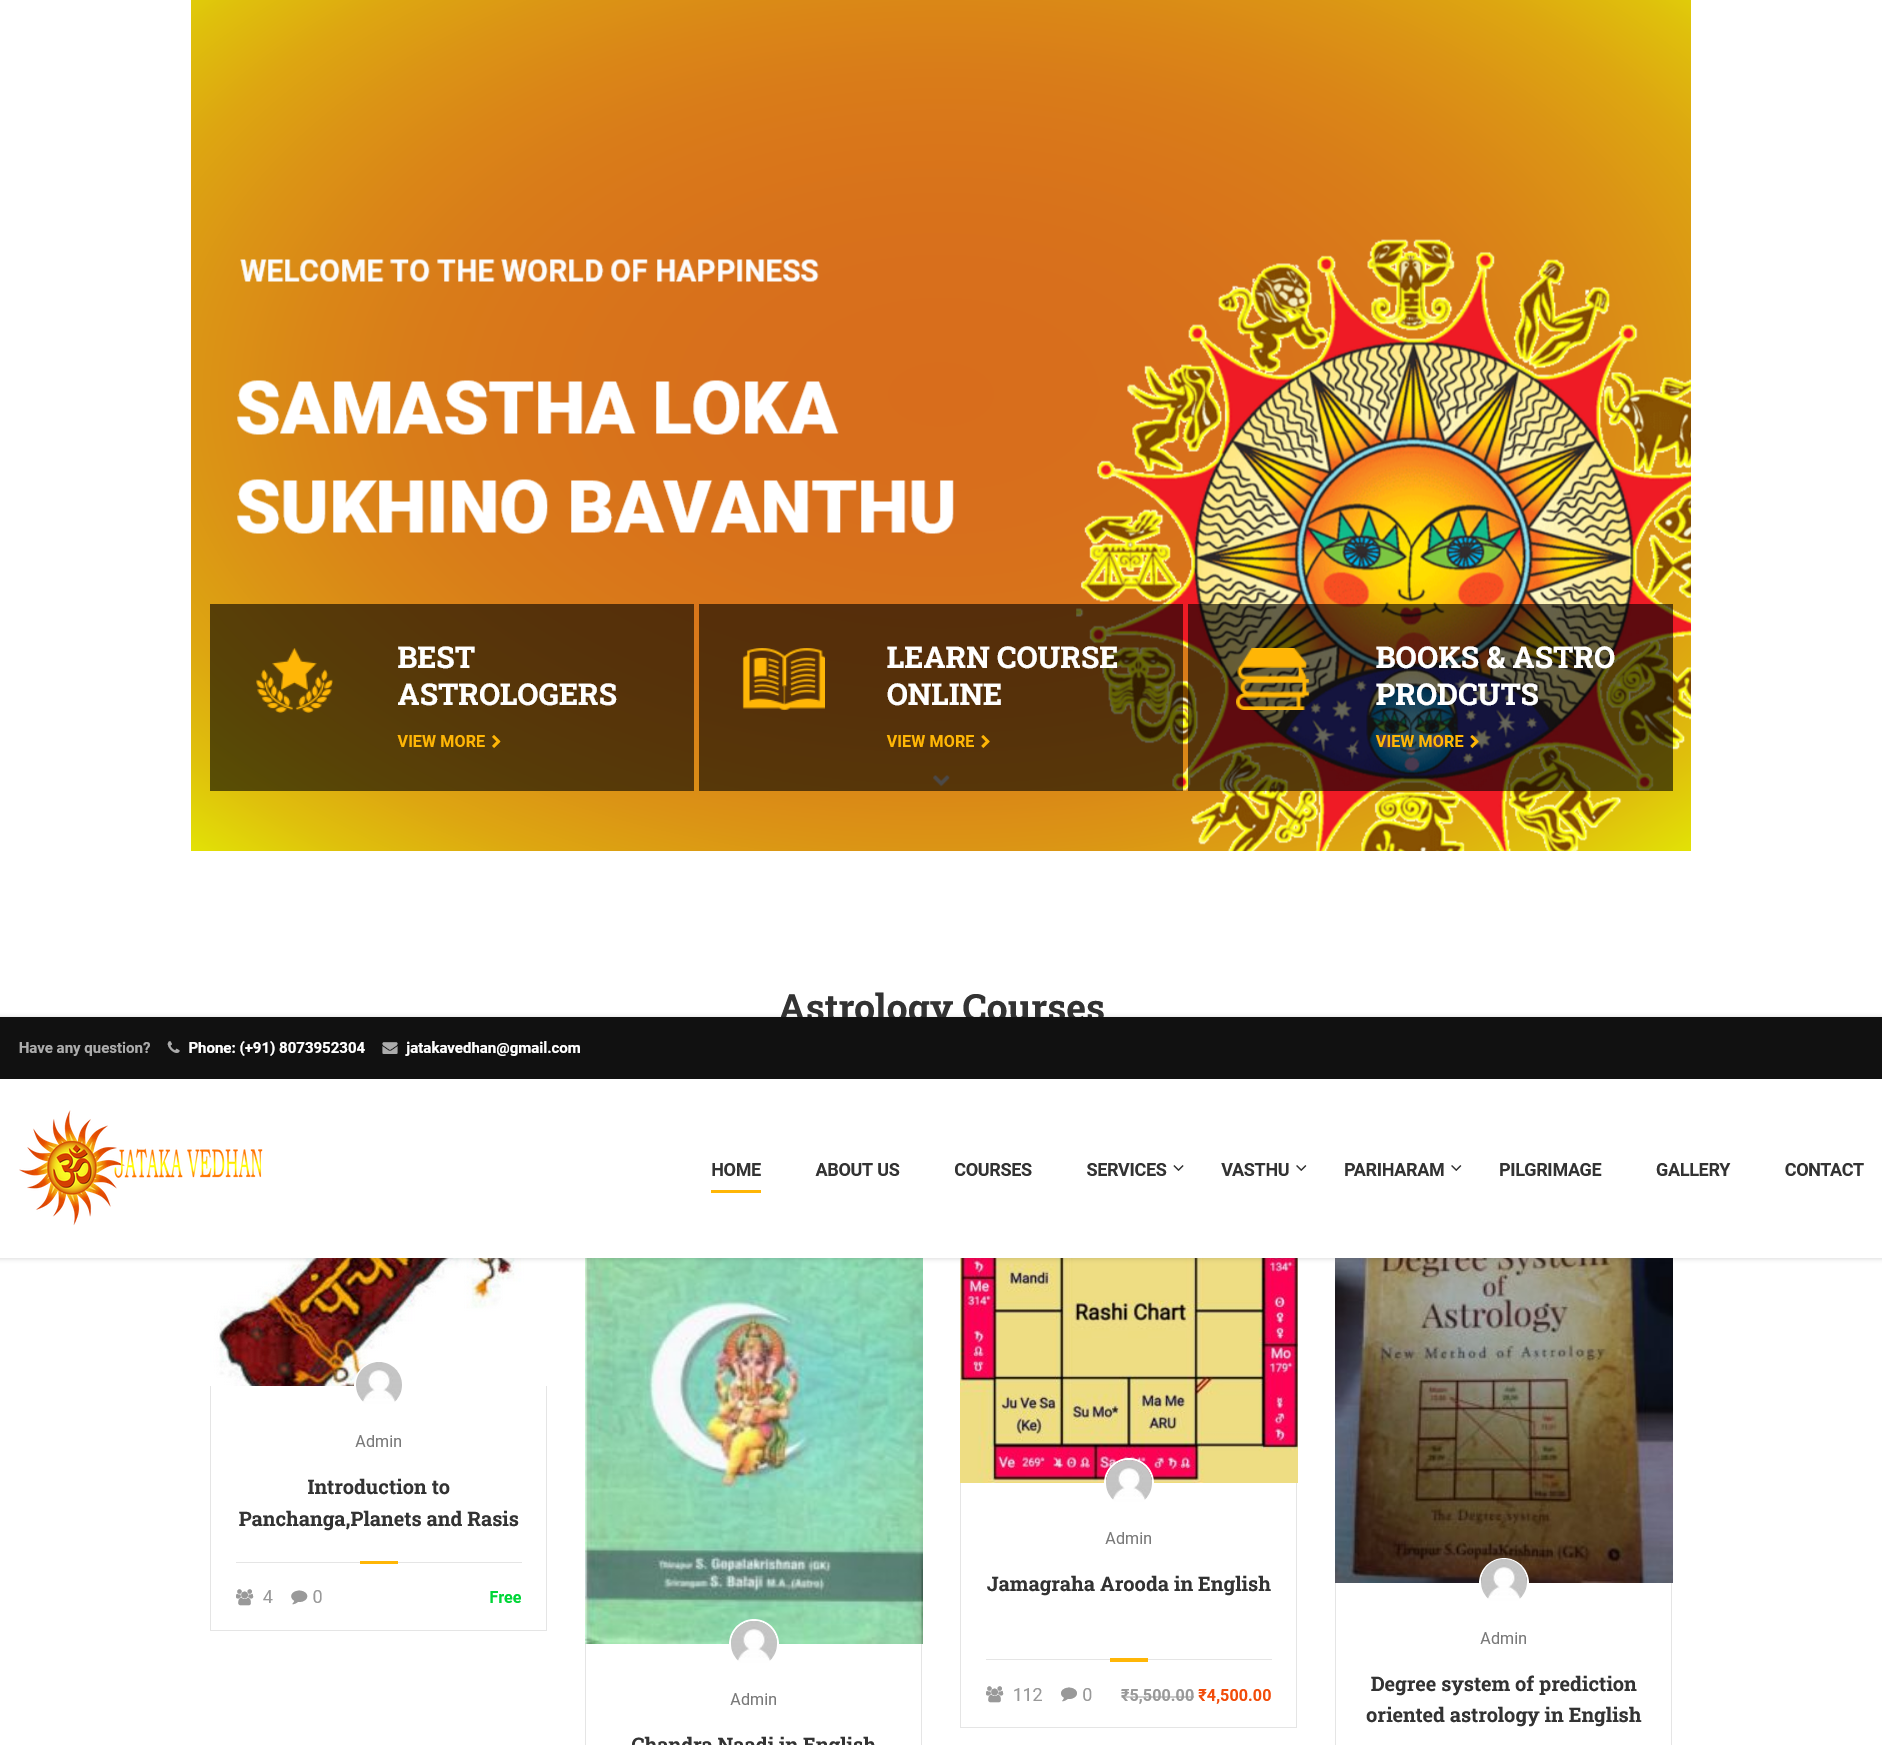 WELCOME TO THE WORLD OF HAPPINESS
SAMASTHA LOKA
SUKHINO BAVANTHU
BEST
ASTROLOGERS
VIEW MORE
LEARN COURSE
ONLINE
VIEW MORE
BOOKS & ASTRO
PRODCUTS
VIEW MORE
Astrology Courses
Have any question? Phone: (+91) 8073952304 jatakavedhan@gmail.com
JATAKA VEDHAN
HOME ABOUT US COURSES SERVICES VASTHU PARIHARAM PILGRIMAGE GALLERY CONTACT
Admin
Introduction to
Panchanga,Planets and Rasis
4 0 Free
Thirupur S. Gopalakrishnan (GK)
Srirangam S. Balaji M.A.,(Astro)
Admin
Chandra Naadi in English
Me
314°
Mandi
Rashi Chart
134°
Mo
179°
Ju Ve Sa
(Ke)
Su Mo*
Ma Me
ARU
Ve 269°
Sa
Admin
Jamagraha Arooda in English
112 0 ₹5,500.00 ₹4,500.00
Degree System
of
Astrology
New Method of Astrology
The Degree system
Tirupur S.GopalaKrishnan (GK)
Admin
Degree system of prediction
oriented astrology in English